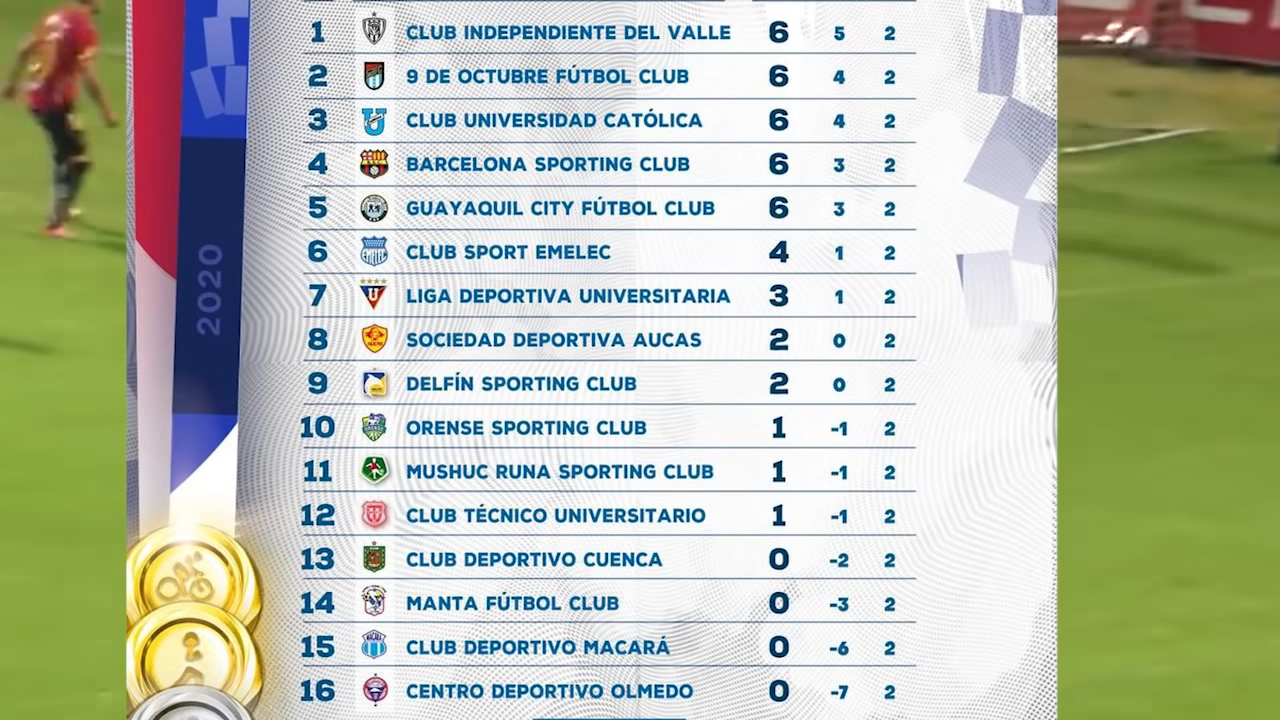 1 CLUB INDEPENDIENTE DEL VALLE 6 5 2
2 9 DE OCTUBRE FÚTBOL CLUB 6 4 2
3 CLUB UNIVERSIDAD CATÓLICA 6 4 2
4 BARCELONA SPORTING CLUB 6 3 2
5 GUAYAQUIL CITY FÚTBOL CLUB 6 3 2
6 CLUB SPORT EMELEC 4 1 2
7 LIGA DEPORTIVA UNIVERSITARIA 3 1 2
8 SOCIEDAD DEPORTIVA AUCAS 2 0 2
9 DELFÍN SPORTING CLUB 2 0 2
10 ORENSE SPORTING CLUB 1 -1 2
11 MUSHUC RUNA SPORTING CLUB 1 -1 2
12 CLUB TÉCNICO UNIVERSITARIO 1 -1 2
13 CLUB DEPORTIVO CUENCA 0 -2 2
14 MANTA FÚTBOL CLUB 0 -3 2
15 CLUB DEPORTIVO MACARÁ 0 -6 2
16 CENTRO DEPORTIVO OLMEDO 0 -7 2
2020